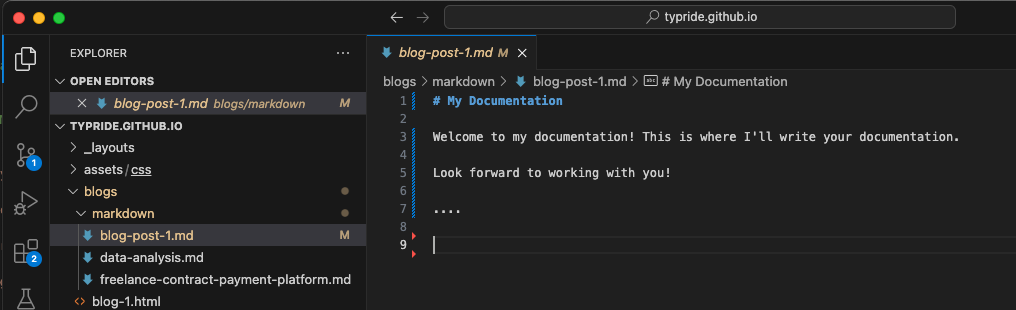 typride.github.io
EXPLORER
OPEN EDITORS
blog-post-1.md blogs/markdown M
TYPRIDE.GITHUB.IO
_layouts
assets/css
blogs
markdown
blog-post-1.md M
data-analysis.md
freelance-contract-payment-platform.md
blog-1.html
1
2
blog-post-1.md M
blogs > markdown > blog-post-1.md > abc # My Documentation
1 # My Documentation
2
3 Welcome to my documentation! This is where I'll write your documentation.
4
5 Look forward to working with you!
6
7 ....
8
9